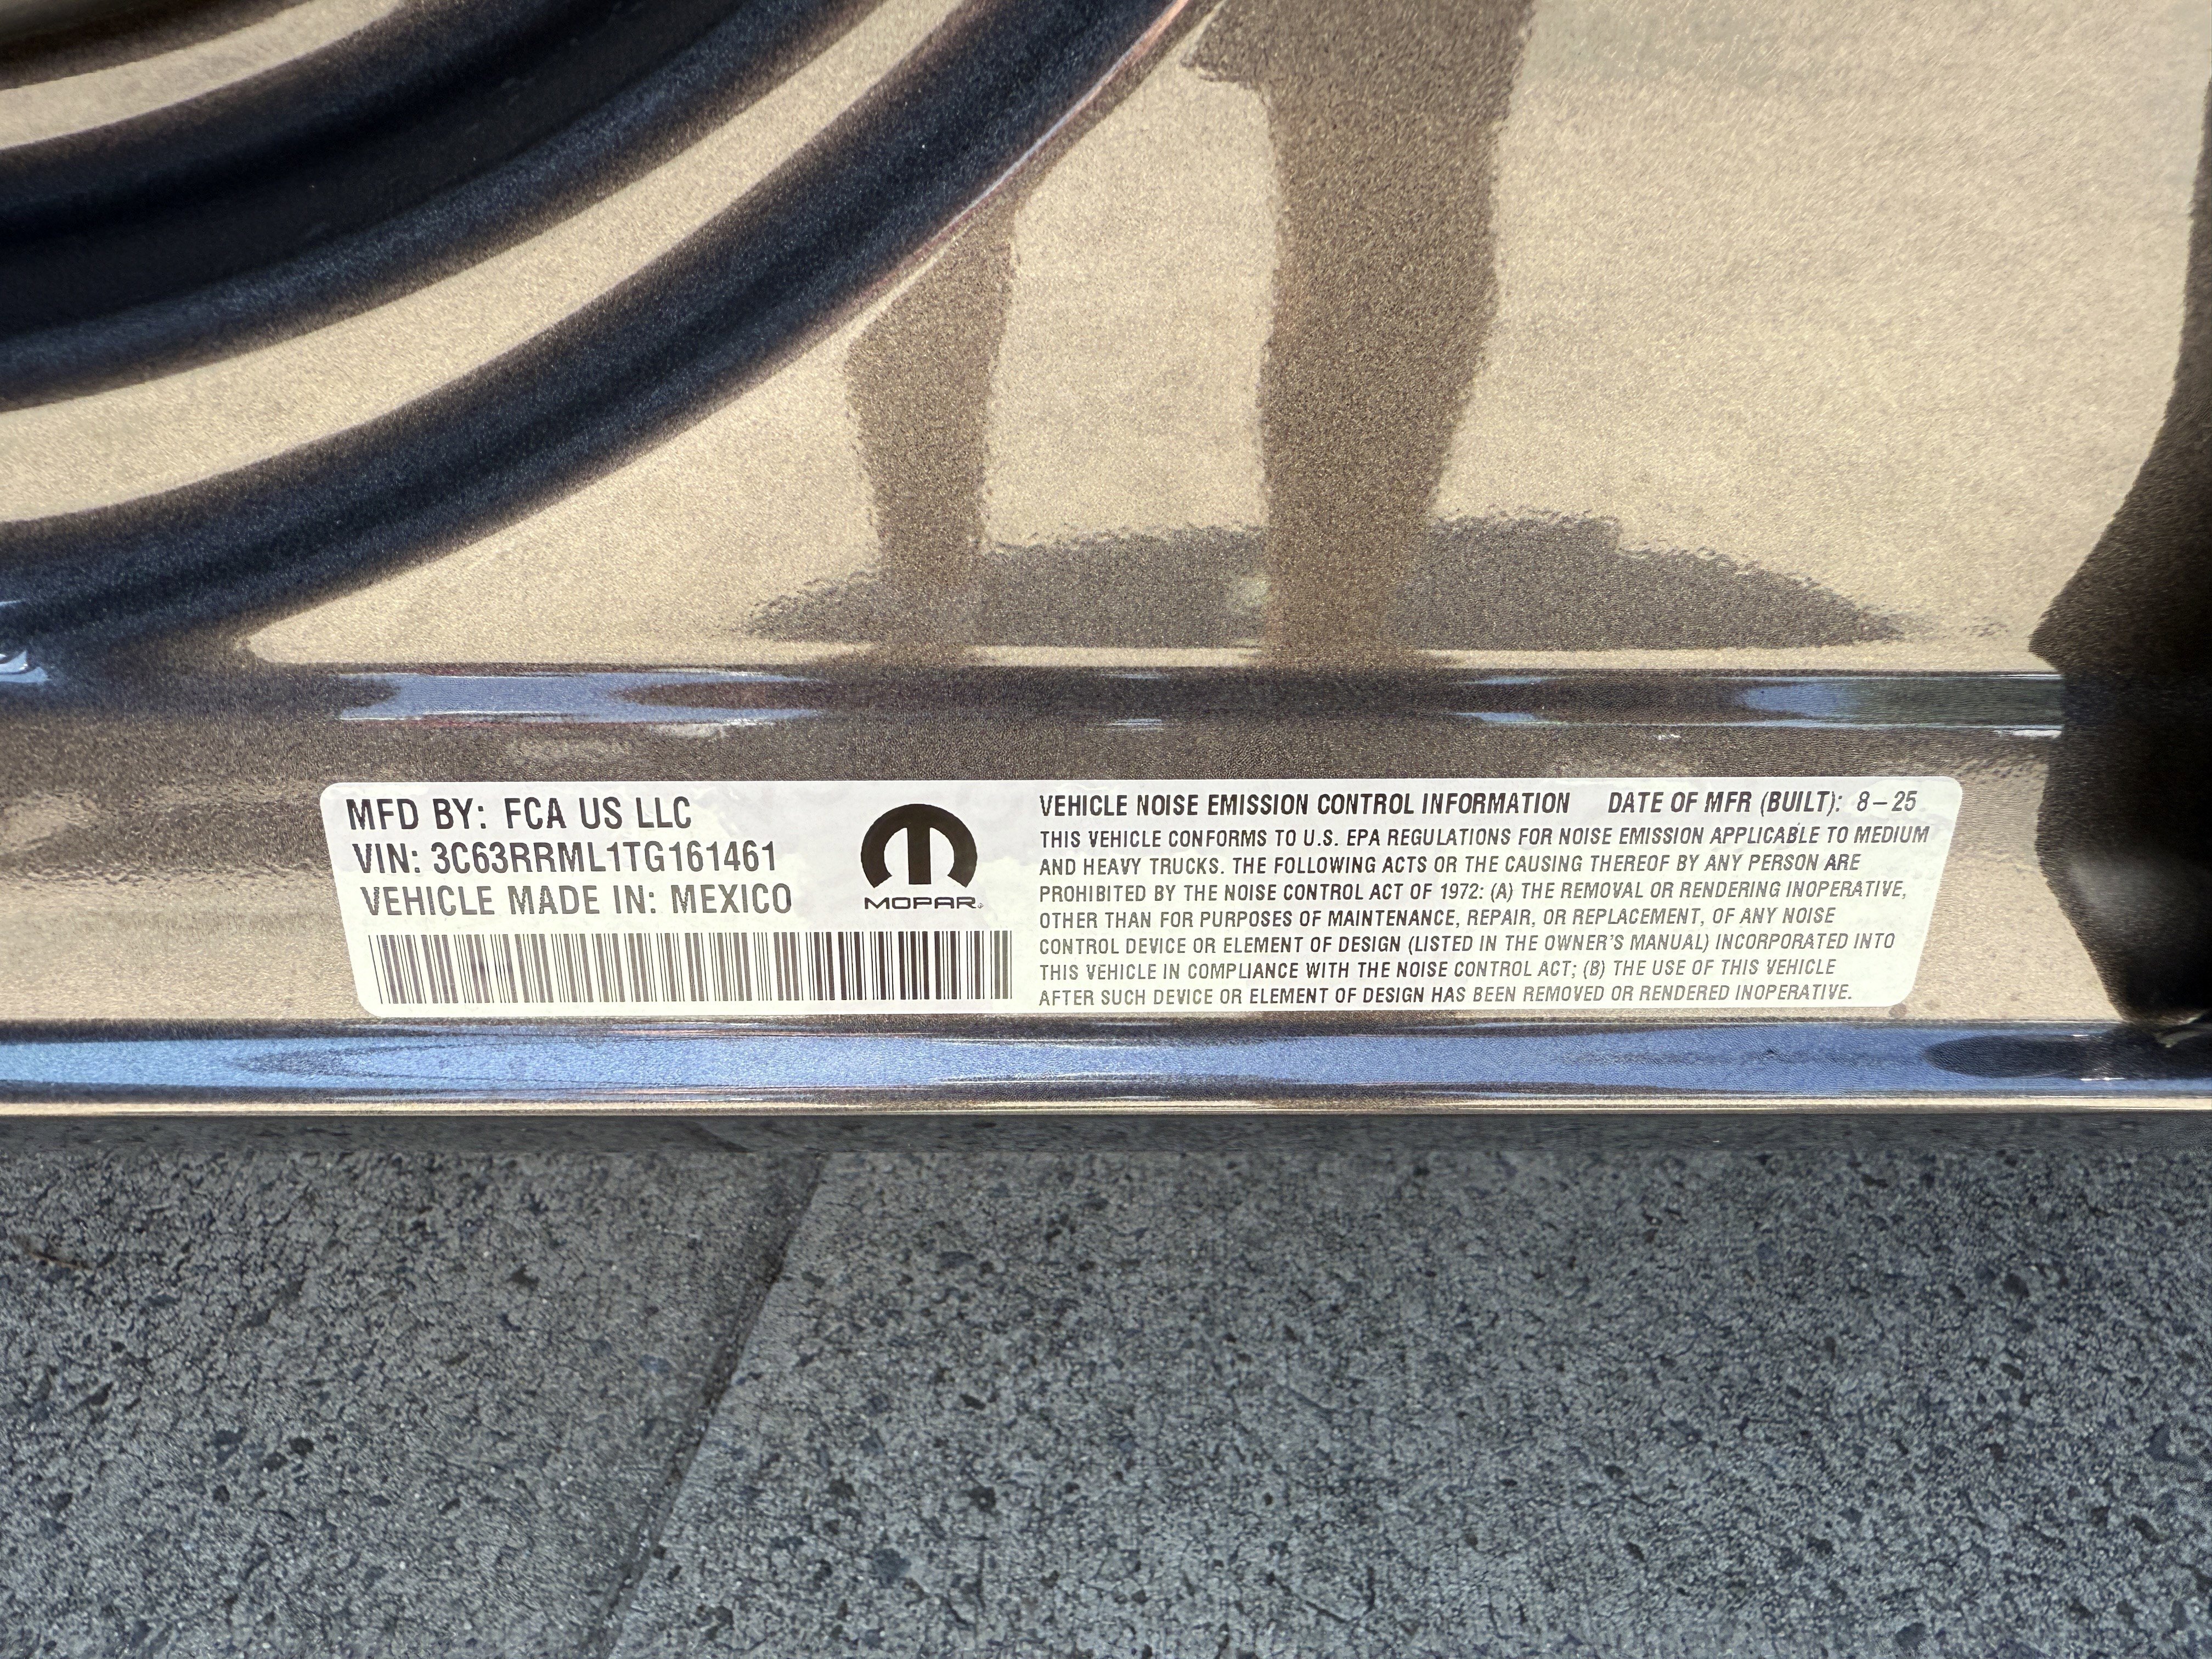 MFD BY: FCA US LLC
VIN: 3C63RRML1TG161461
VEHICLE MADE IN: MEXICO
MOPAR
VEHICLE NOISE EMISSION CONTROL INFORMATION DATE OF MFR (BUILT): 8-25
THIS VEHICLE CONFORMS TO U.S. EPA REGULATIONS FOR NOISE EMISSION APPLICABLE TO MEDIUM
AND HEAVY TRUCKS. THE FOLLOWING ACTS OR THE CAUSING THEREOF BY ANY PERSON ARE
PROHIBITED BY THE NOISE CONTROL ACT OF 1972: (A) THE REMOVAL OR RENDERING INOPERATIVE,
OTHER THAN FOR PURPOSES OF MAINTENANCE, REPAIR, OR REPLACEMENT, OF ANY NOISE
CONTROL DEVICE OR ELEMENT OF DESIGN (LISTED IN THE OWNER'S MANUAL) INCORPORATED INTO
THIS VEHICLE IN COMPLIANCE WITH THE NOISE CONTROL ACT; (B) THE USE OF THIS VEHICLE
AFTER SUCH DEVICE OR ELEMENT OF DESIGN HAS BEEN REMOVED OR RENDERED INOPERATIVE.